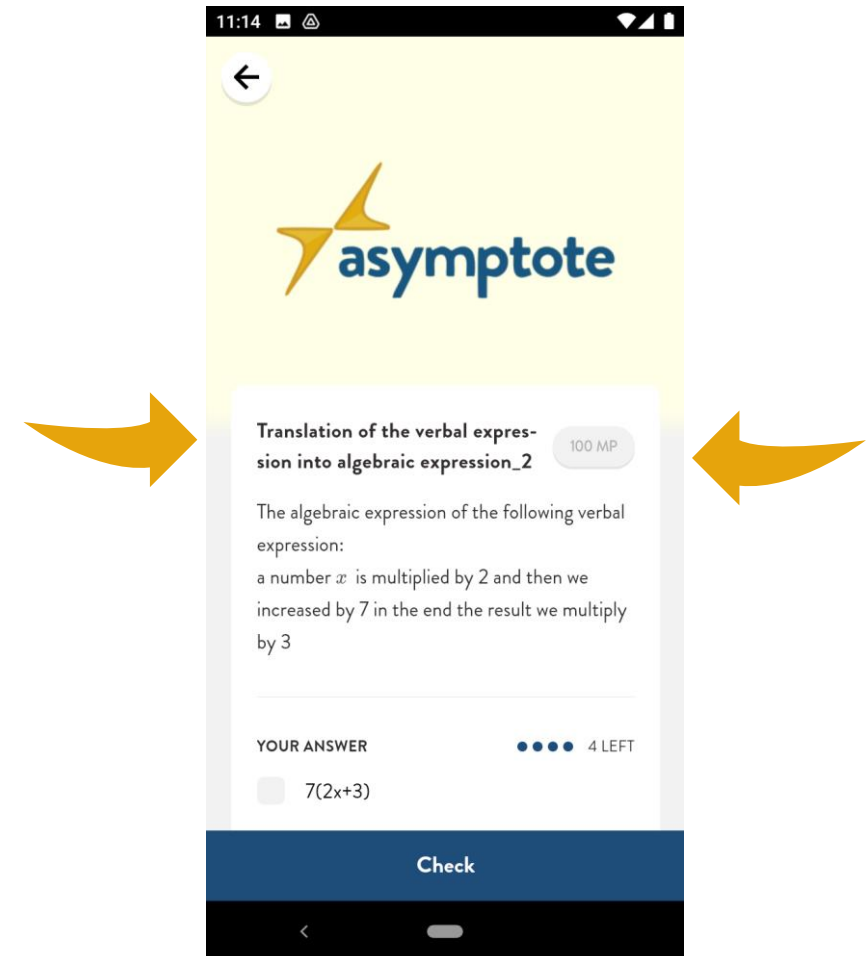 11:14
asymptote
Translation of the verbal expres-
sion into algebraic expression_2
100 MP
The algebraic expression of the following verbal
expression:
a number x is multiplied by 2 and then we
increased by 7 in the end the result we multiply
by 3
YOUR ANSWER
4 LEFT
7(2x+3)
Check